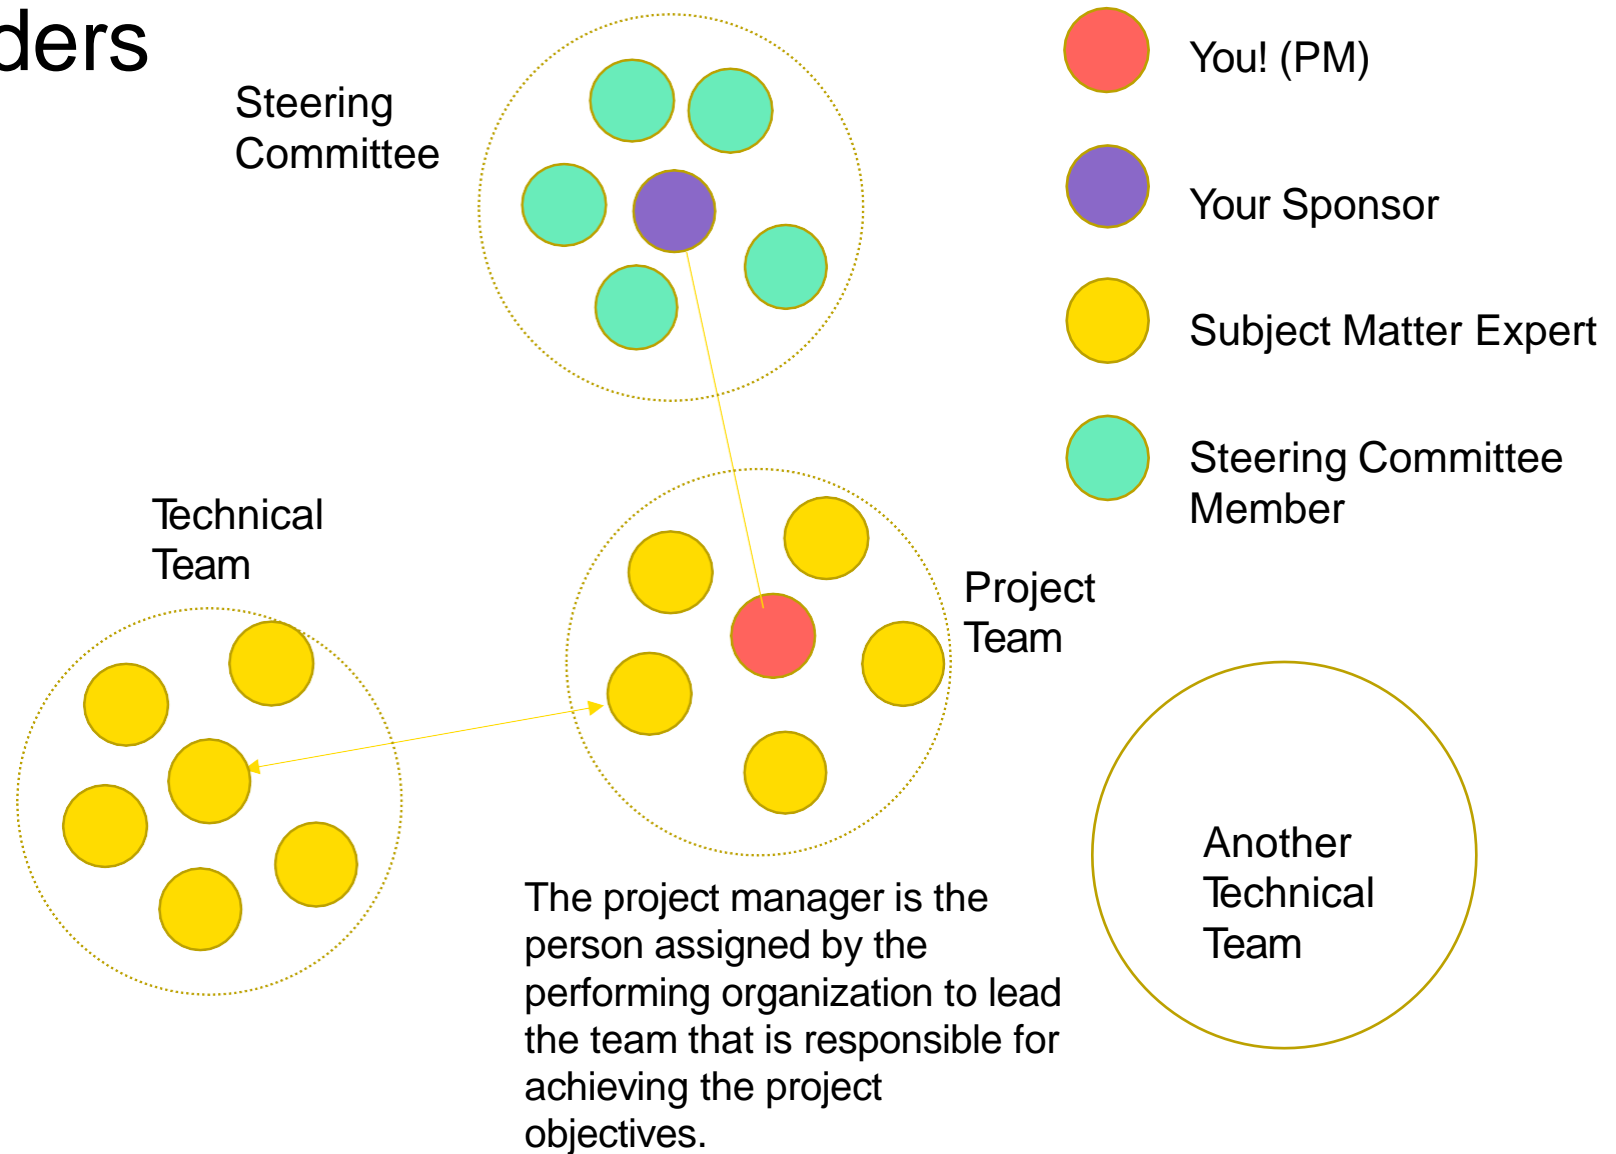 ders
Steering
Committee
You! (PM)
Your Sponsor
Subject Matter Expert
Steering Committee
Member
Technical
Team
Project
Team
Another
Technical
Team
The project manager is the
person assigned by the
performing organization to lead
the team that is responsible for
achieving the project
objectives.